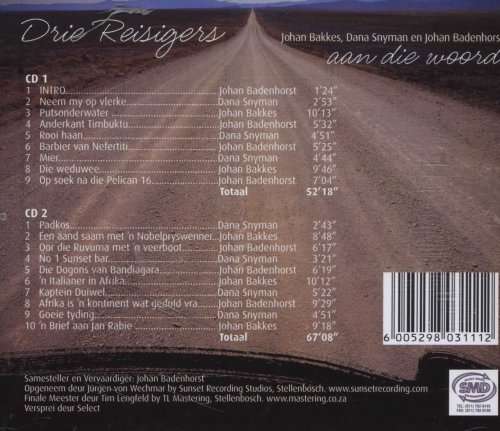 Drie Reisigers
Johan Bakkes, Dana Snyman en Johan Badenhors
aan die woord
CD 1
1 INTRO Johan Badenhorst 1'24"
2 Neem my op vlerke Dana Snyman 2'53"
3 Putsonderwater Johan Bakkes 10'13"
4 Anderkant Timbuktu Johan Badenhorst 5'32"
5 Rooi haan Dana Snyman 4'51"
6 Barbier van Nefertiti Johan Badenhorst 5'25"
7 Mier Dana Snyman 4'44"
8 Die weduwee Johan Bakkes 9'46"
9 Op soek na die Pelican 16 Johan Badenhorst 7'04"
Totaal 52'18"
CD 2
1 Padkos Dana Snyman 2'43"
2 Een aand saam met 'n Nobelpryswenner Johan Bakkes 8'48"
3 Oor die Ruvuma met 'n veerboot Johan Badenhorst 6'17"
4 No 1 Sunset bar Dana Snyman 3'21"
5 Die Dogons van Bandiagara Johan Badenhorst 6'19"
6 'n Italianer in Afrika Johan Bakkes 10'12"
7 Kaptein Duiwel Dana Snyman 5'22"
8 Afrika is 'n kontinent wat gedold vra Johan Badenhorst 9'29"
9 Goeie tyding Dana Snyman 4'51"
10 'n Brief aan Jan Rabie Johan Bakkes 9'18"
Totaal 67'08"
6 005298 031112
Samesteller en Vervaardiger: Johan Badenhorst
Opgeneem deur Jürgen von Wechmar by Sunset Recording Studios, Stellenbosch. www.sunsetrecording.com
Finale Meester deur Tim Lengfeld by TL Mastering, Stellenbosch. www.mastering.co.za
Versprei deur Select
SMD